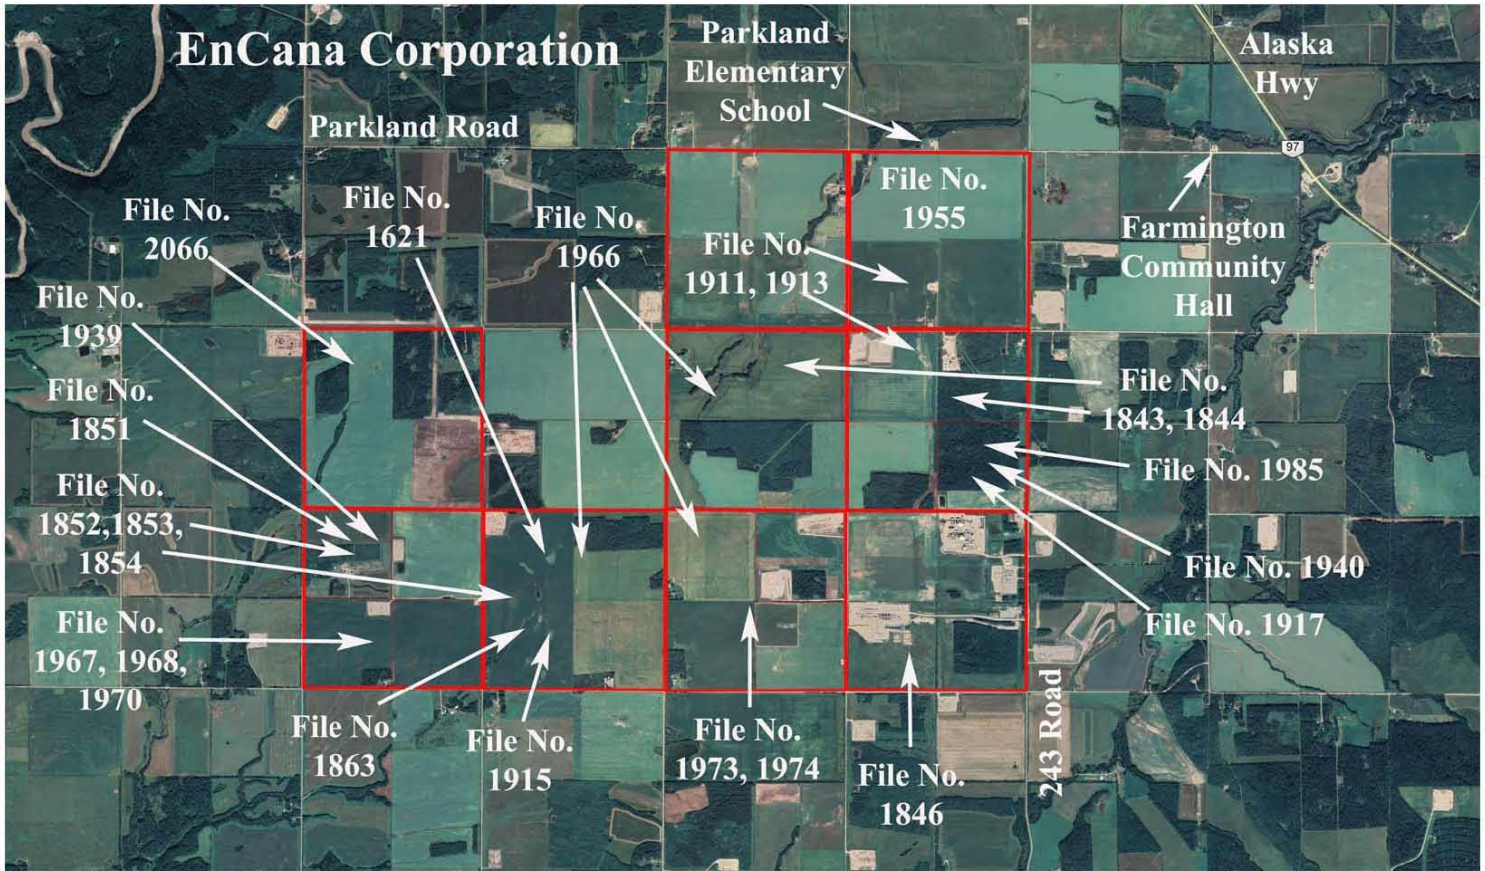 EnCana Corporation
Parkland
Elementary
School
Alaska
Hwy
Parkland Road
97
File No.
1955
File No.
2066
File No.
1621
File No.
1966
File No.
1911, 1913
Farmington
Community
Hall
File No.
1939
File No.
1851
File No.
1843, 1844
File No. 1985
File No.
1852,1853,
1854
File No. 1940
File No. 1917
File No.
1967, 1968,
1970
File No.
1863
File No.
1915
File No.
1973, 1974
File No.
1846
243 Road